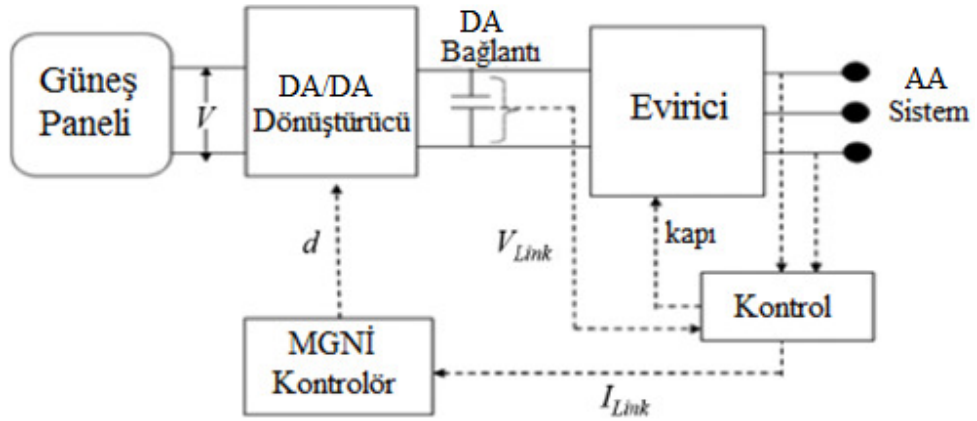 Güneş
Paneli
V
DA/DA
Dönüştürücü
DA
Bağlantı
Evirici
AA
Sistem
d
V_Link
kapı
Kontrol
MGNİ
Kontrolör
I_Link